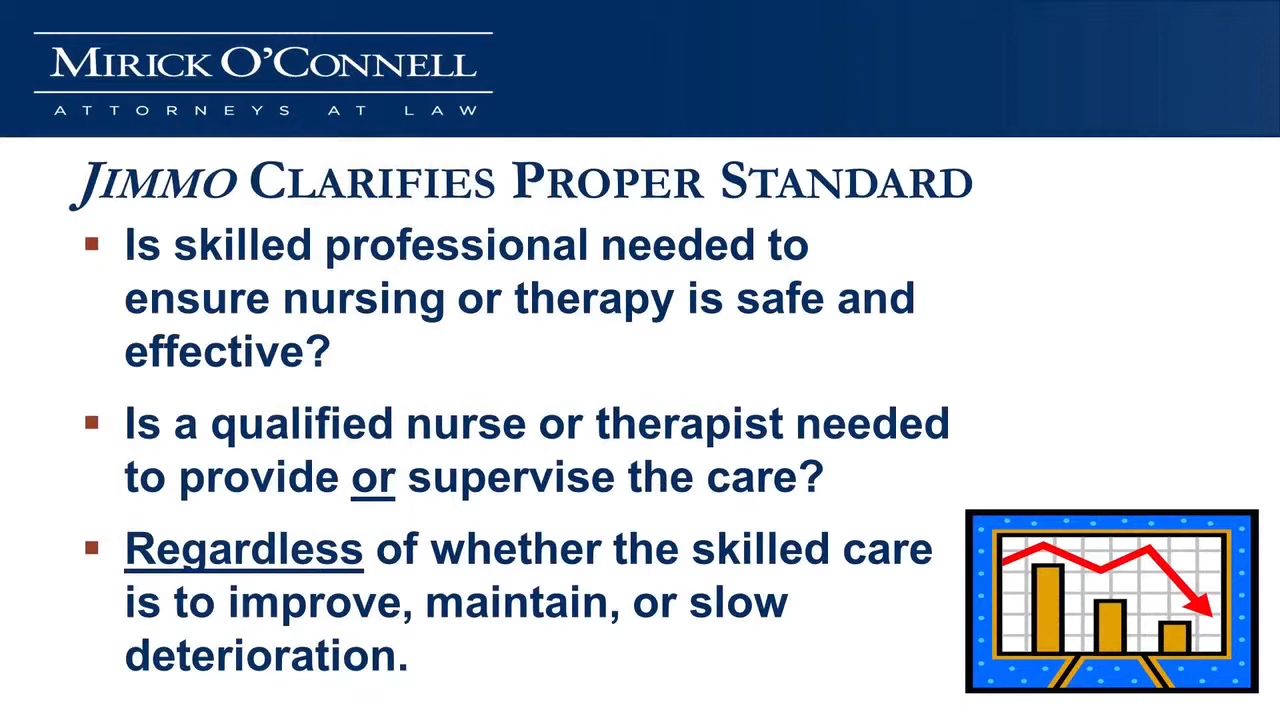 MIRICK O'CONNELL
ATTORNEYS AT LAW
JIMMO CLARIFIES PROPER STANDARD
Is skilled professional needed to
ensure nursing or therapy is safe and
effective?
Is a qualified nurse or therapist needed
to provide or supervise the care?
Regardless of whether the skilled care
is to improve, maintain, or slow
deterioration.